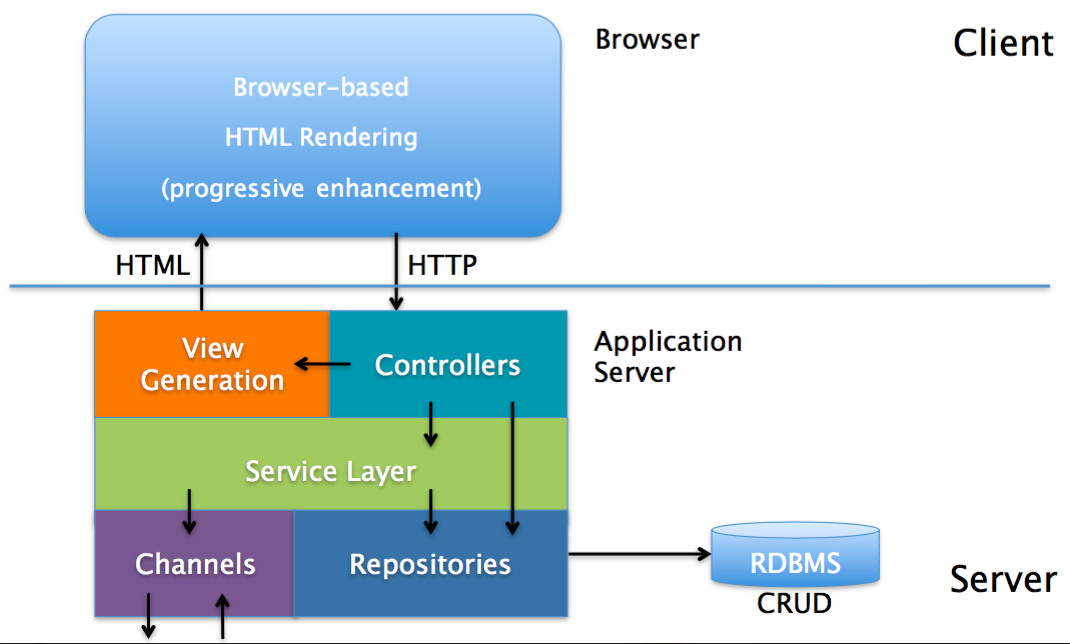 Browser
Client
Browser-based
HTML Rendering
(progressive enhancement)
HTML
HTTP
View
Generation
Controllers
Application
Server
Service Layer
Channels
Repositories
RDBMS
CRUD
Server